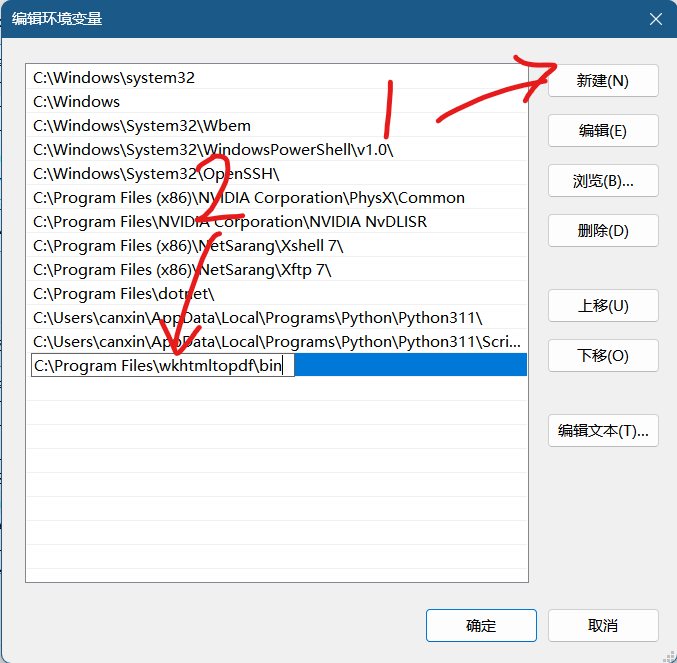 编辑环境变量
C:\Windows\system32
C:\Windows
C:\Windows\System32\Wbem
C:\Windows\System32\WindowsPowerShell\v1.0\
C:\Windows\System32\OpenSSH\
C:\Program Files (x86)\NVIDIA Corporation\PhysX\Common
C:\Program Files\NVIDIA Corporation\NVIDIA NvDLISR
C:\Program Files (x86)\NetSarang\Xshell 7\
C:\Program Files (x86)\NetSarang\Xftp 7\
C:\Program Files\dotnet\
C:\Users\canxin\AppData\Local\Programs\Python\Python311\
C:\Users\canxin\AppData\Local\Programs\Python\Python311\Scri...
C:\Program Files\wkhtmltopdf\bin
1
2
新建(N)
编辑(E)
浏览(B)...
删除(D)
上移(U)
下移(O)
编辑文本(T)...
确定
取消